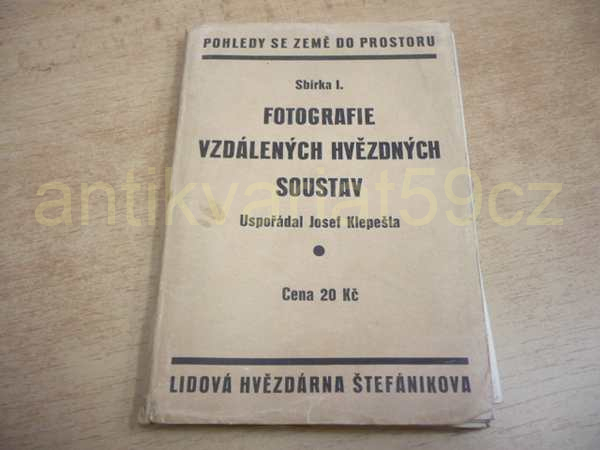 POHLEDY SE ZEMĚ DO PROSTORU
Sbírka I.
FOTOGRAFIE
VZDÁLENÝCH HVĚZDNÝCH
SOUSTAV
antikvariat59cz
Uspořádal Josef Klepešta
Cena 20 Kč
LIDOVÁ HVĚZDÁRNA ŠTEFÁNIKOVA